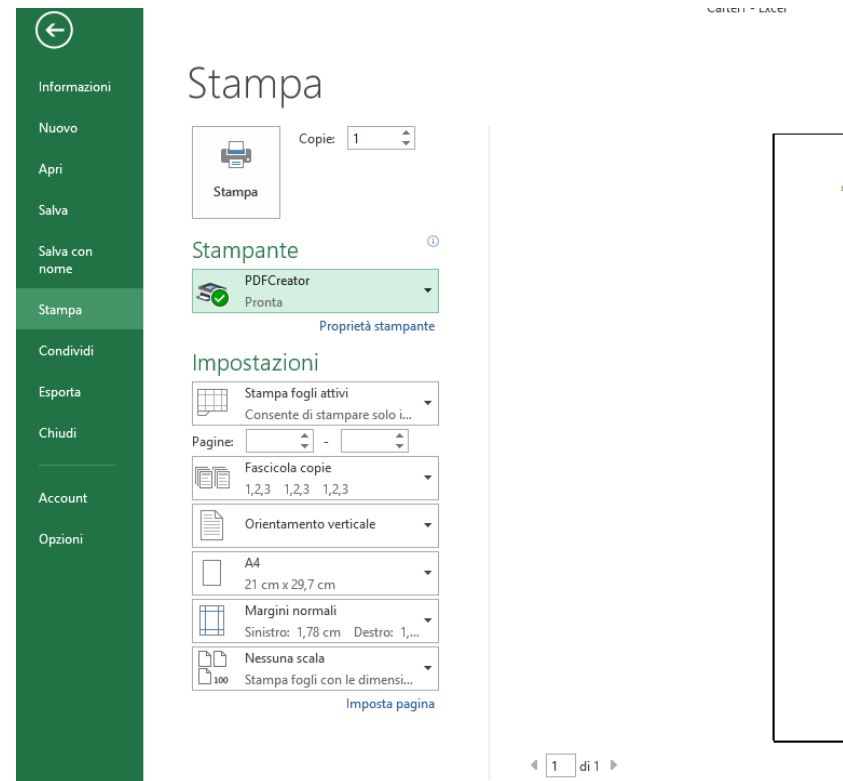 Informazioni
Nuovo
Apri
Salva
Salva con
nome
Stampa
Condividi
Esporta
Chiudi
Account
Opzioni
Stampa
Copie: 1
Stampa
Stampante
PDFCreator
Pronta
Proprietà stampante
Impostazioni
Stampa fogli attivi
Consente di stampare solo i...
Pagine: -
Fascicola copie
1,2,3 1,2,3 1,2,3
Orientamento verticale
A4
21 cm x 29,7 cm
Margini normali
Sinistro: 1,78 cm Destro: 1,...
100
Nessuna scala
Stampa fogli con le dimensi...
Imposta pagina
1 di 1